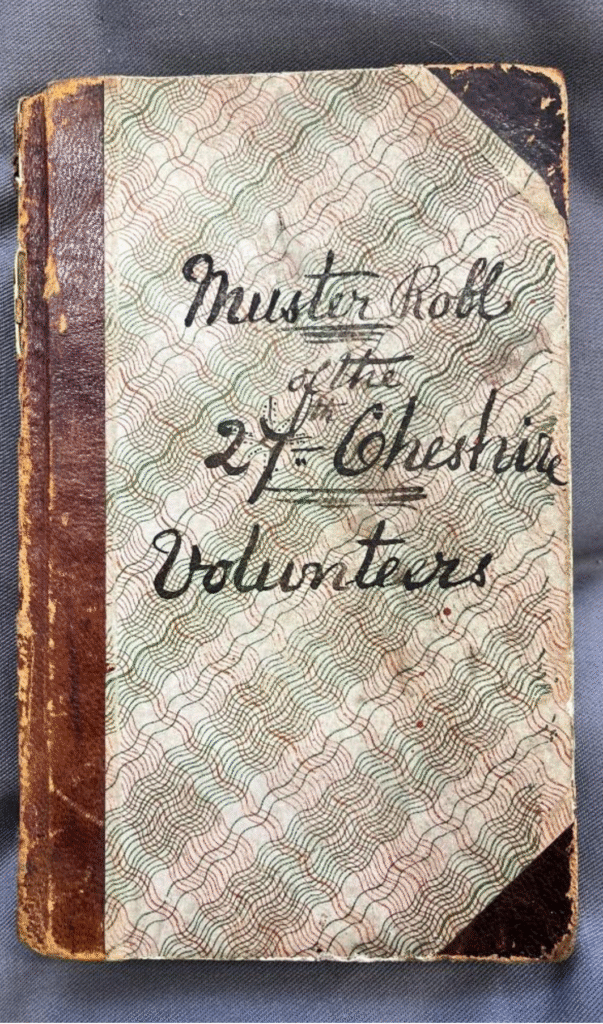 Muster Roll
of the
27th Cheshire
Volunteers